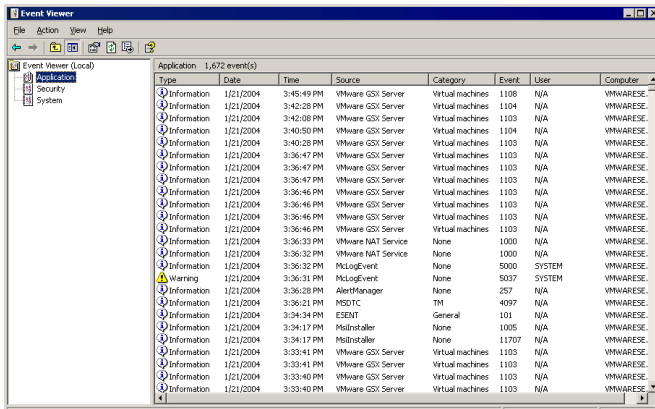 Event Viewer
File Action View Help
Event Viewer (Local)
Application
Security
System
Application 1,672 event(s)
Type Date Time Source Category Event User Computer
Information 1/21/2004 3:45:49 PM VMware GSX Server Virtual machines 1108 N/A VMWARESE.
Information 1/21/2004 3:42:28 PM VMware GSX Server Virtual machines 1104 N/A VMWARESE.
Information 1/21/2004 3:42:08 PM VMware GSX Server Virtual machines 1103 N/A VMWARESE.
Information 1/21/2004 3:40:50 PM VMware GSX Server Virtual machines 1104 N/A VMWARESE.
Information 1/21/2004 3:40:28 PM VMware GSX Server Virtual machines 1103 N/A VMWARESE.
Information 1/21/2004 3:36:47 PM VMware GSX Server Virtual machines 1103 N/A VMWARESE.
Information 1/21/2004 3:36:47 PM VMware GSX Server Virtual machines 1103 N/A VMWARESE.
Information 1/21/2004 3:36:47 PM VMware GSX Server Virtual machines 1103 N/A VMWARESE.
Information 1/21/2004 3:36:46 PM VMware GSX Server Virtual machines 1103 N/A VMWARESE.
Information 1/21/2004 3:36:46 PM VMware GSX Server Virtual machines 1103 N/A VMWARESE.
Information 1/21/2004 3:36:46 PM VMware GSX Server Virtual machines 1103 N/A VMWARESE.
Information 1/21/2004 3:36:33 PM VMware NAT Service None 1000 N/A VMWARESE.
Information 1/21/2004 3:36:32 PM VMware NAT Service None 1000 N/A VMWARESE.
Information 1/21/2004 3:36:32 PM McLogEvent None 5000 SYSTEM VMWARESE.
Warning 1/21/2004 3:36:31 PM McLogEvent None 5037 SYSTEM VMWARESE.
Information 1/21/2004 3:36:28 PM AlertManager None 257 N/A VMWARESE.
Information 1/21/2004 3:36:21 PM MSDTC TM 4097 N/A VMWARESE.
Information 1/21/2004 3:34:34 PM ESENT General 101 N/A VMWARESE.
Information 1/21/2004 3:34:17 PM MsiInstaller None 1005 N/A VMWARESE.
Information 1/21/2004 3:34:17 PM MsiInstaller None 11707 N/A VMWARESE.
Information 1/21/2004 3:33:41 PM VMware GSX Server Virtual machines 1103 N/A VMWARESE.
Information 1/21/2004 3:33:41 PM VMware GSX Server Virtual machines 1103 N/A VMWARESE.
Information 1/21/2004 3:33:40 PM VMware GSX Server Virtual machines 1103 N/A VMWARESE.
Information 1/21/2004 3:33:40 PM VMware GSX Server Virtual machines 1103 N/A VMWARESE.